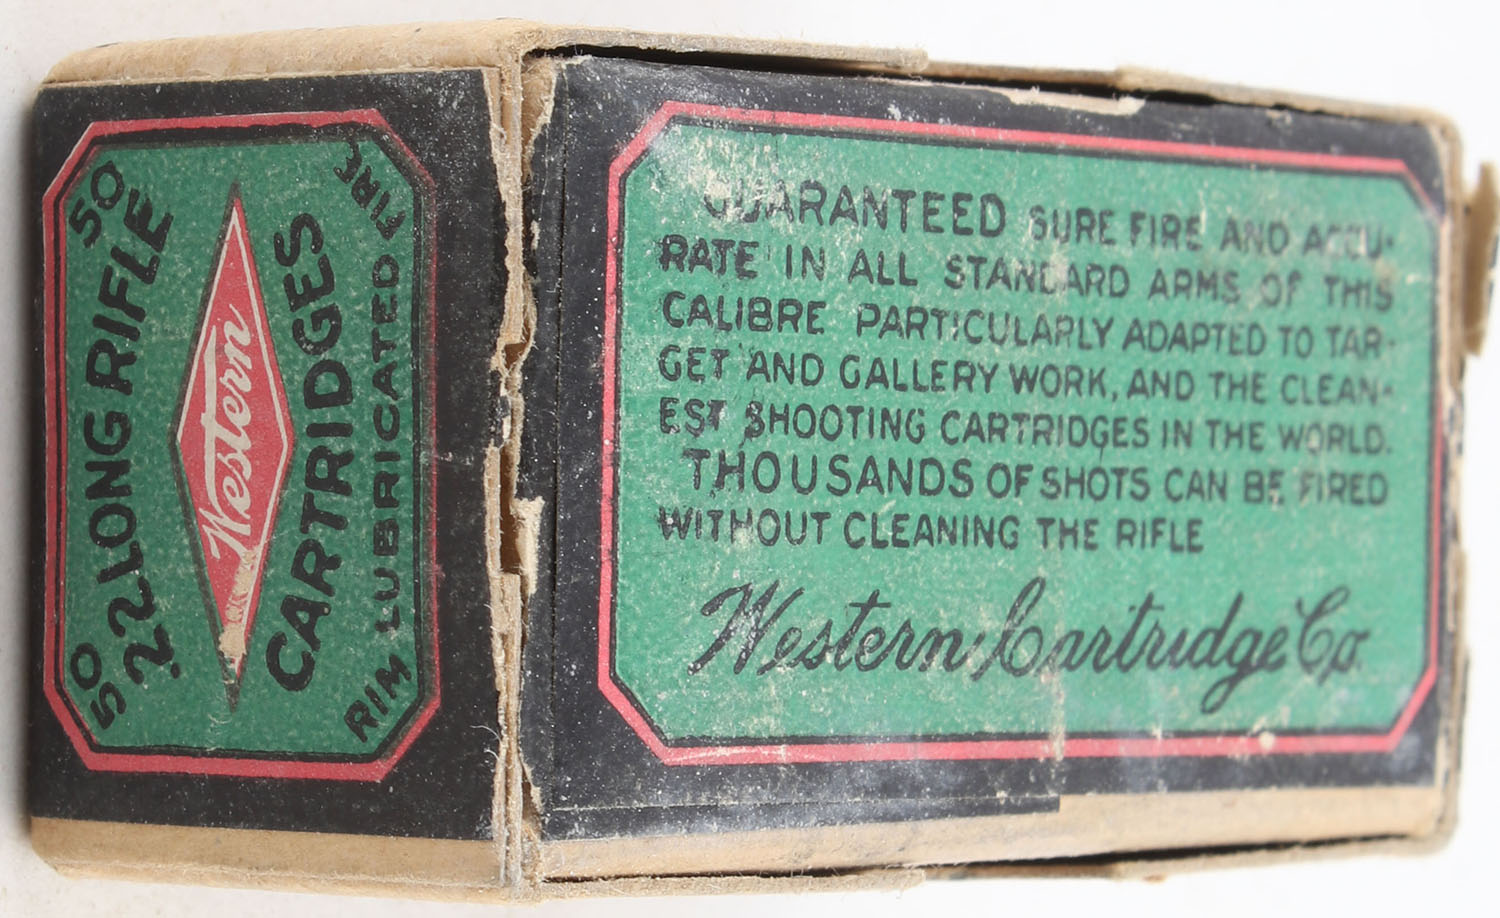 50 50
22 LONG RIFLE
Western
CARTRIDGES
RIM LUBRICATED FIRE
GUARANTEED SURE FIRE AND ACCU-
RATE IN ALL STANDARD ARMS OF THIS
CALIBRE PARTICULARLY ADAPTED TO TAR-
GET AND GALLERY WORK, AND THE CLEAN-
EST SHOOTING CARTRIDGES IN THE WORLD.
THOUSANDS OF SHOTS CAN BE FIRED
WITHOUT CLEANING THE RIFLE
Western Cartridge Co.